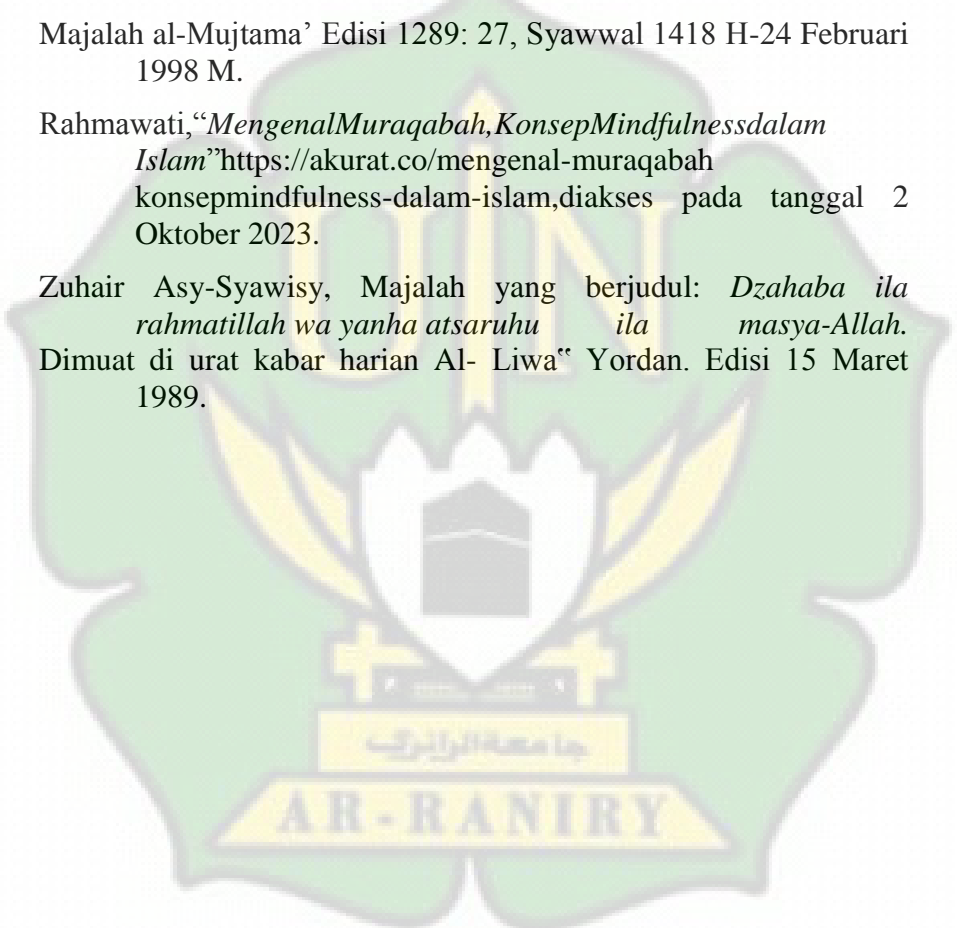 Majalah al-Mujtama’ Edisi 1289: 27, Syawwal 1418 H-24 Februari
1998 M.
Rahmawati,“MengenalMuraqabah,KonsepMindfulnessdalam
Islam”https://akurat.co/mengenal-muraqabah
konsepmindfulness-dalam-islam,diakses pada tanggal 2
Oktober 2023.
Zuhair Asy-Syawisy, Majalah yang berjudul: Dzahaba ila
rahmatillah wa yanha atsaruhu ila masya-Allah.
Dimuat di urat kabar harian Al- Liwa‟ Yordan. Edisi 15 Maret
1989.
UIN
جامعة الرانري
AR-RANIRY